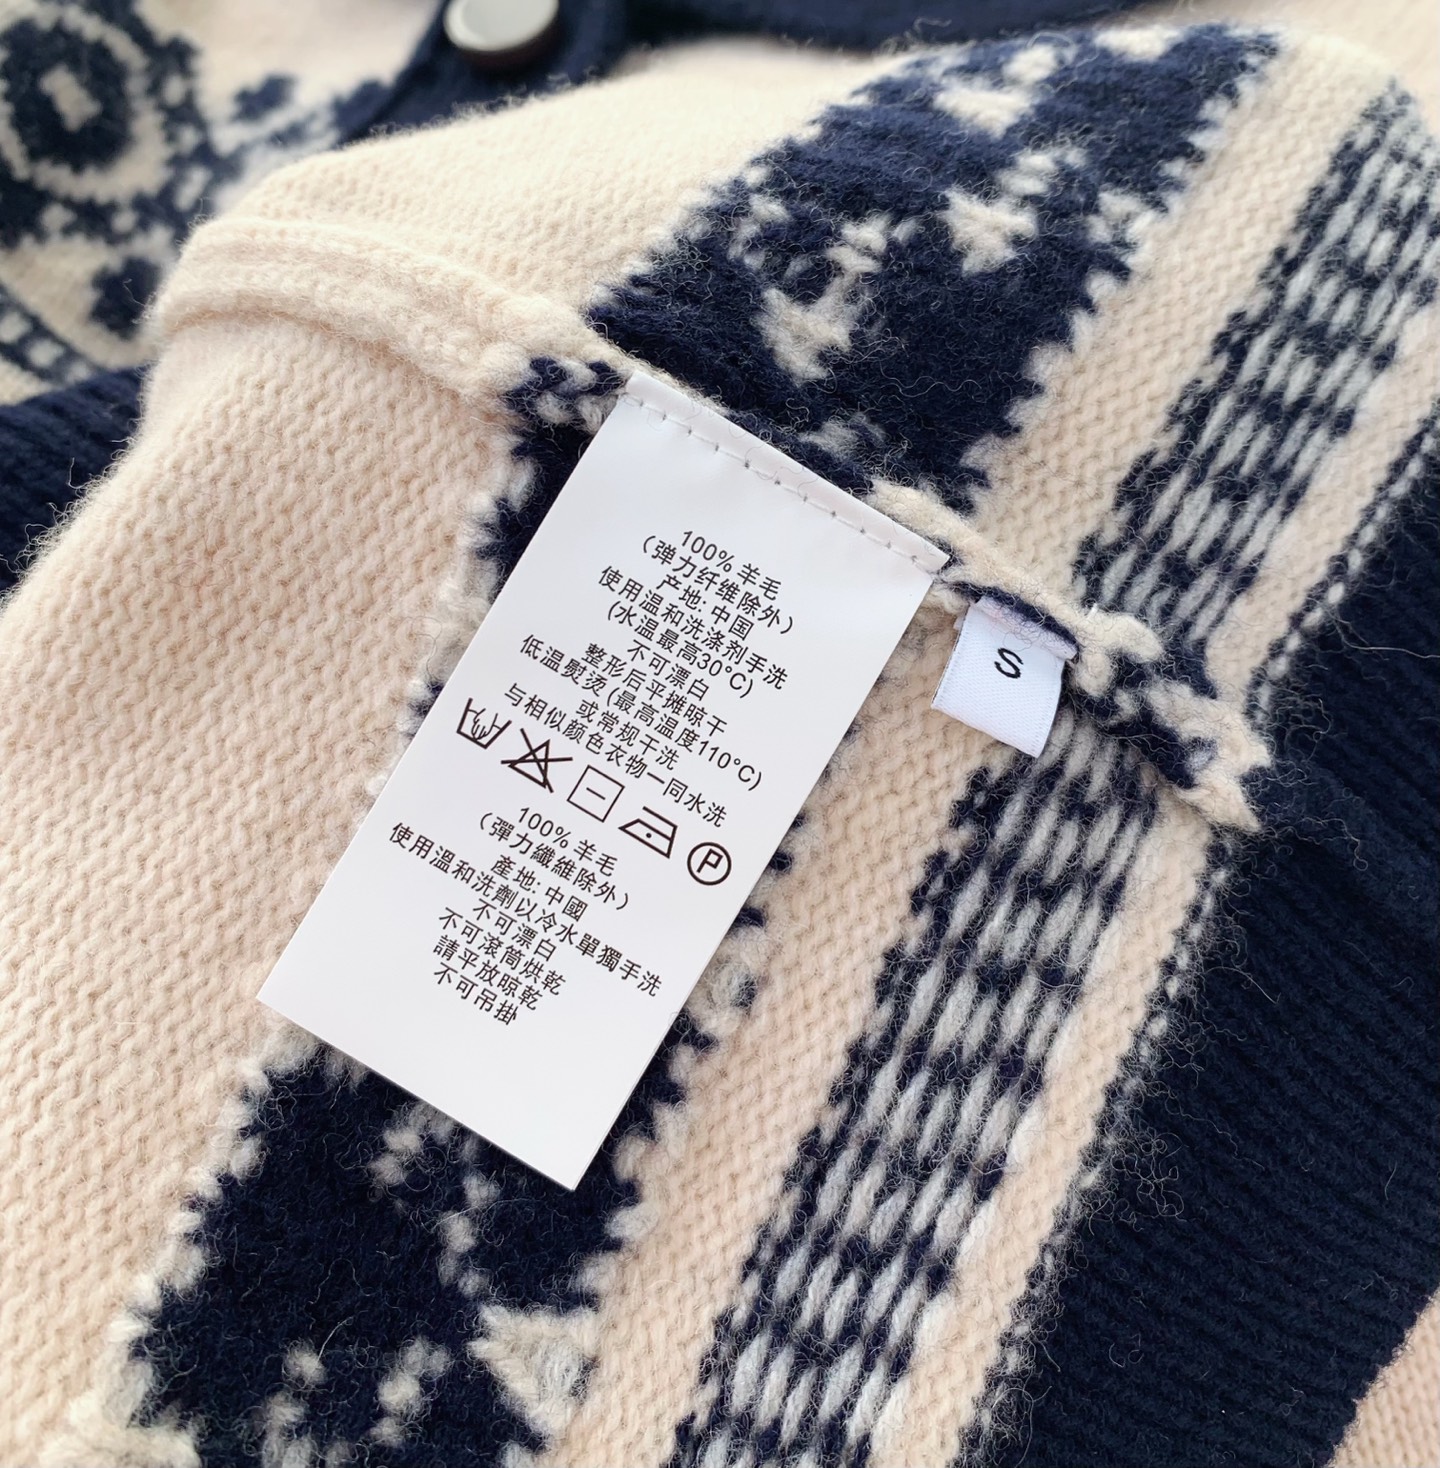 100% 羊毛
（弹力纤维除外）
产地: 中国
使用温和洗涤剂手洗
(水温最高30°C)
不可漂白
整形后平摊晾干
低温熨烫 (最高温度110°C)
或常规干洗
与相似颜色衣物一同水洗
P
100% 羊毛
（彈力纖維除外）
產地: 中國
使用溫和洗劑以冷水單獨手洗
不可漂白
不可滾筒烘乾
請平放晾乾
不可吊掛
S